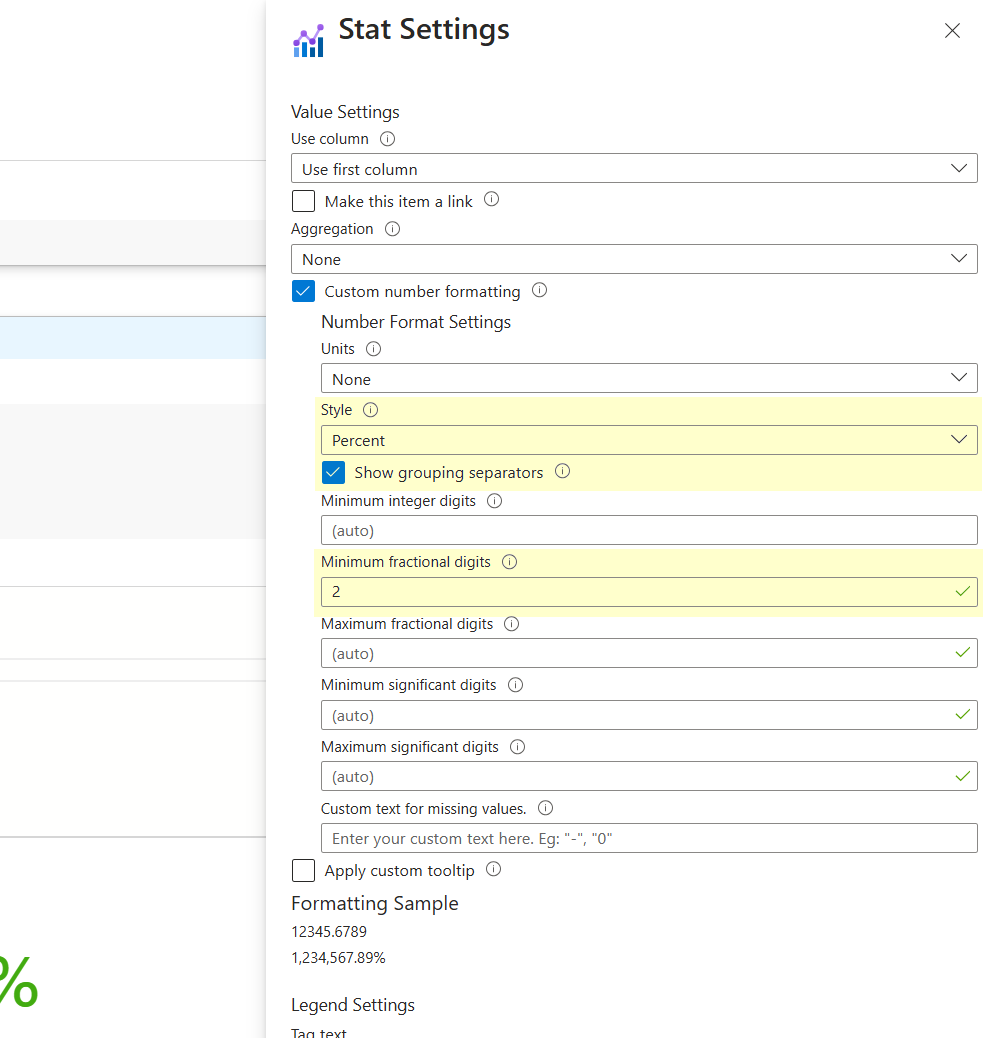 Stat Settings
Value Settings
Use column
Use first column
Make this item a link
Aggregation
None
Custom number formatting
Number Format Settings
Units
None
Style
Percent
Show grouping separators
Minimum integer digits
(auto)
Minimum fractional digits
2
Maximum fractional digits
(auto)
Minimum significant digits
(auto)
Maximum significant digits
(auto)
Custom text for missing values.
Enter your custom text here. Eg: "-", "0"
Apply custom tooltip
Formatting Sample
12345.6789
1,234,567.89%
%
Legend Settings
Tag text